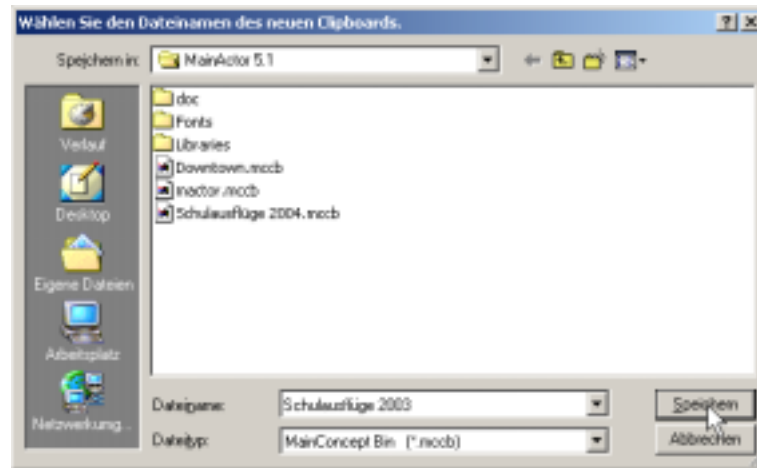 Wählen Sie den Dateinamen des neuen Clipboards.
Speichern in: MainActor 5.1
Verlauf
Desktop
Eigene Dateien
Arbeitsplatz
Netzwerkumg...
doc
Fonts
Libraries
Downtown.mccb
mactor.mccb
Schulausflüge 2004.mccb
Dateiname: Schulausflüge 2003 Speichern
Dateityp: MainConcept Bin (*.mccb) Abbrechen